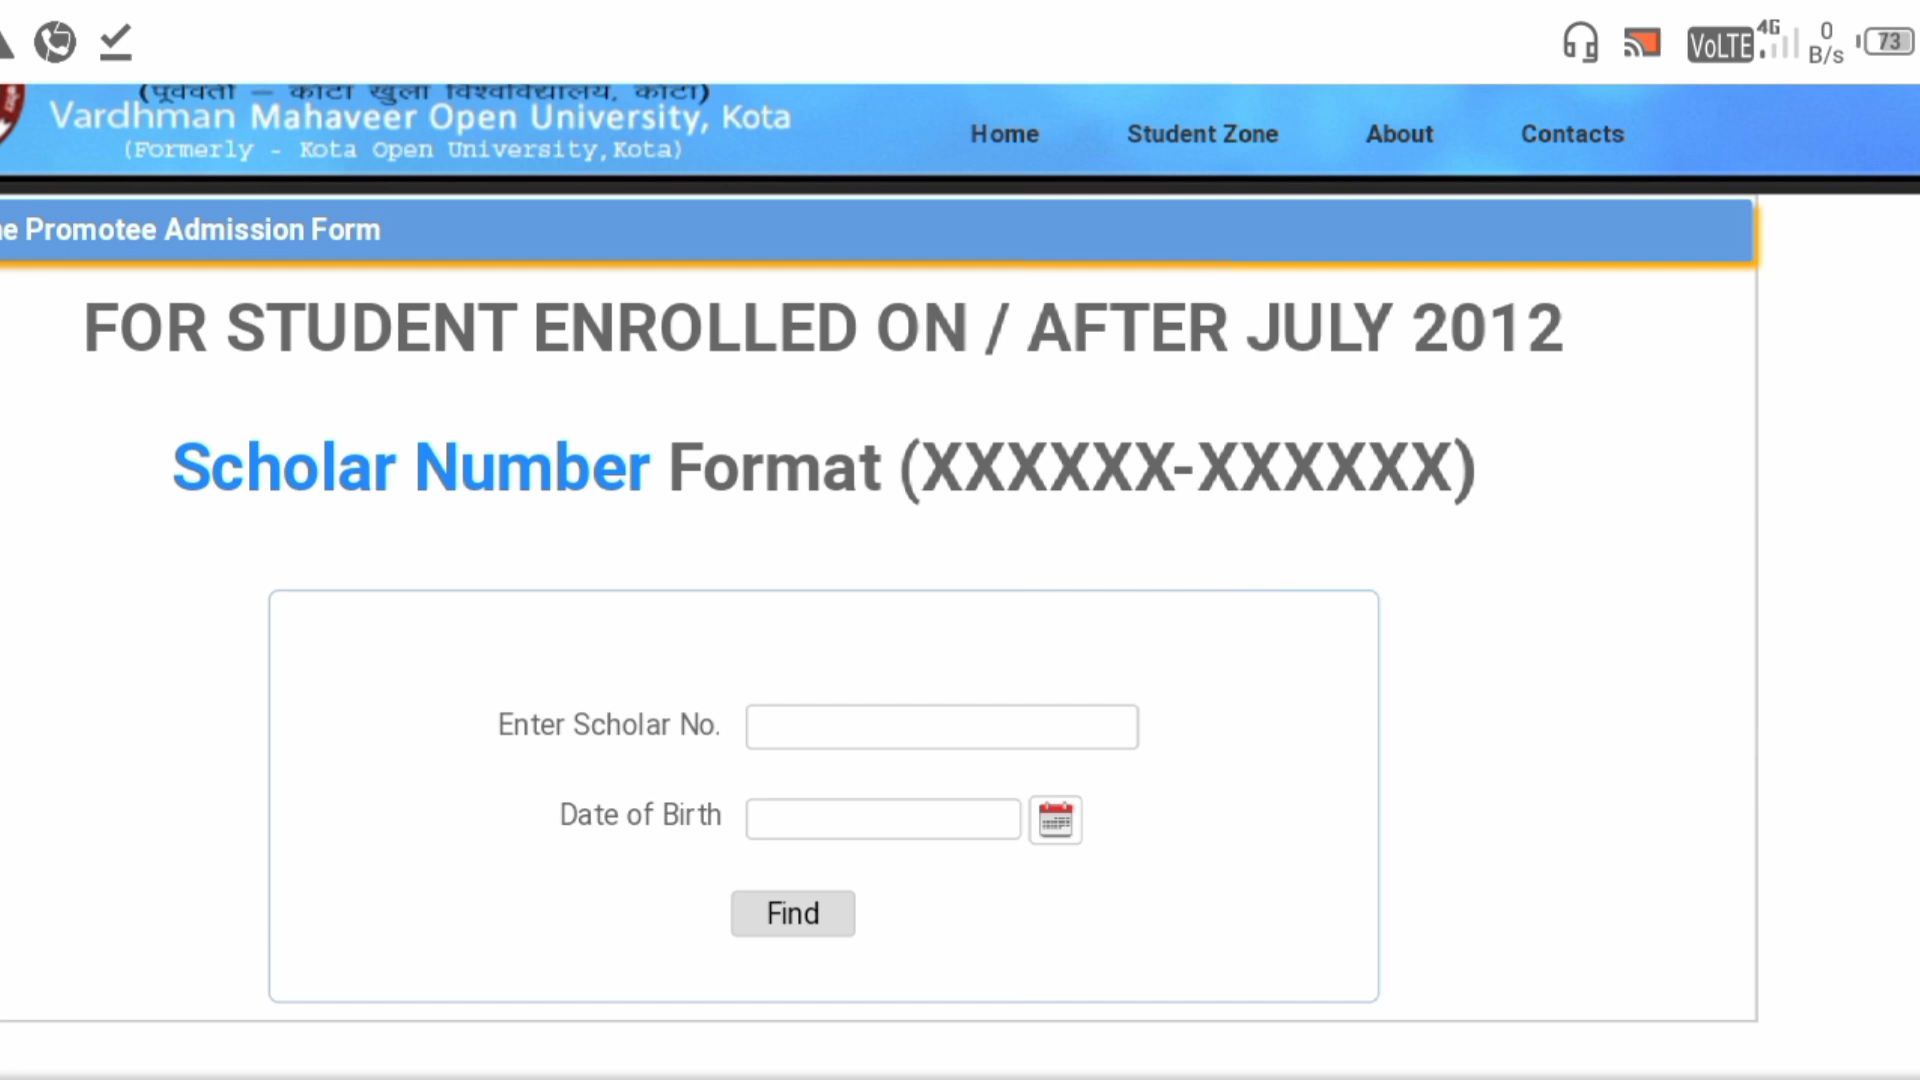 VoLTE 4G 0 B/s 73
(पूर्ववर्ती – कोटा खुला विश्वविद्यालय, कोटा)
Vardhman Mahaveer Open University, Kota
(Formerly - Kota Open University,Kota)
Home Student Zone About Contacts
Promotee Admission Form
FOR STUDENT ENROLLED ON / AFTER JULY 2012
Scholar Number Format (XXXXXX-XXXXXX)
Enter Scholar No.
Date of Birth
Find